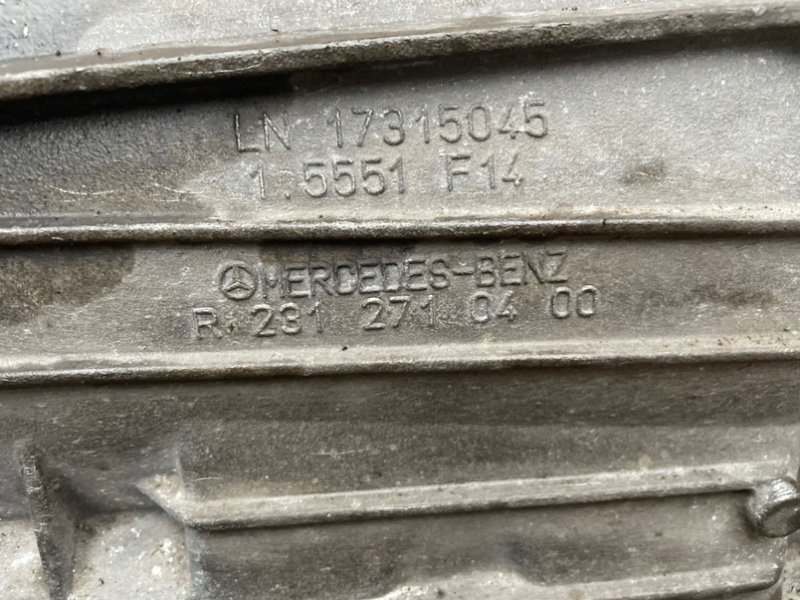 LN 17315045
1.5551 F14
MERCEDES-BENZ
R 231 271 04 00